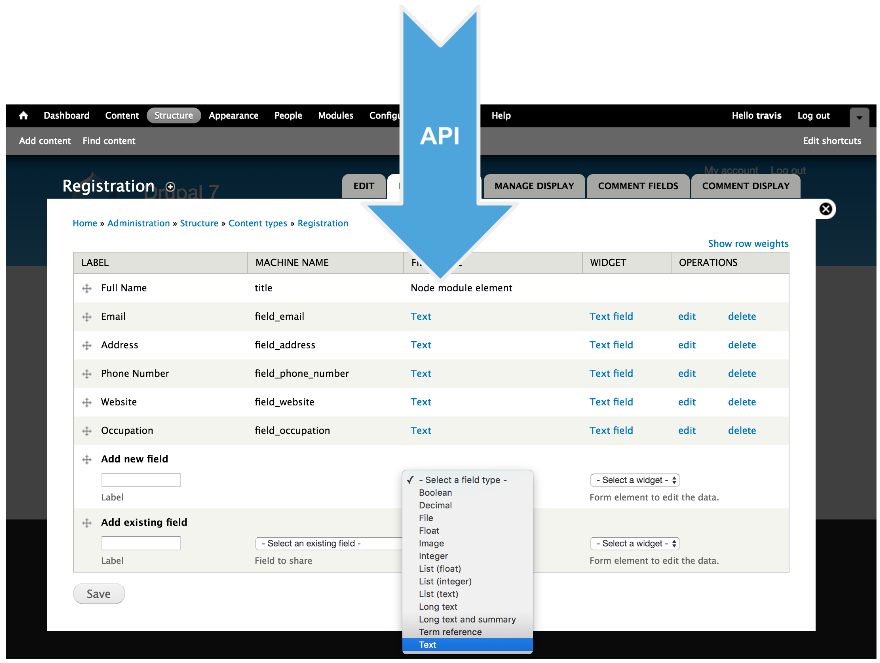 API
Dashboard Content Structure Appearance People Modules Help Hello travis Log out
Add content Find content Edit shortcuts
My account Log out
Drupal 7
Registration EDIT MANAGE DISPLAY COMMENT FIELDS COMMENT DISPLAY
Home » Administration » Structure » Content types » Registration
Show row weights
LABEL MACHINE NAME WIDGET OPERATIONS
Full Name title Node module element
Email field_email Text Text field edit delete
Address field_address Text Text field edit delete
Phone Number field_phone_number Text Text field edit delete
Website field_website Text Text field edit delete
Occupation field_occupation Text Text field edit delete
Add new field
- Select a field type - - Select a widget -
Label Form element to edit the data.
Boolean
Decimal
File
Add existing field
Float
- Select an existing field - Image - Select a widget -
Integer
Label Field to share Form element to edit the data.
List (float)
List (integer)
List (text)
Save
Long text
Long text and summary
Term reference
Text